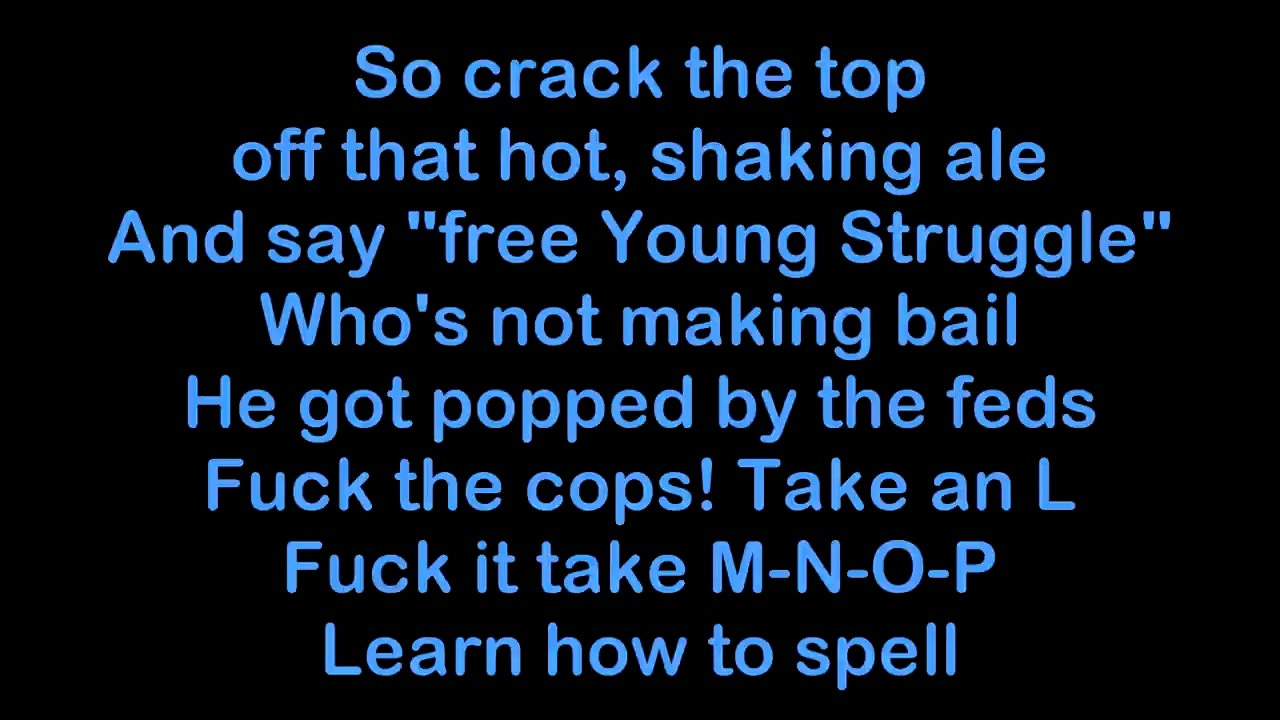 So crack the top
off that hot, shaking ale
And say "free Young Struggle"
Who's not making bail
He got popped by the feds
Fuck the cops! Take an L
Fuck it take M-N-O-P
Learn how to spell